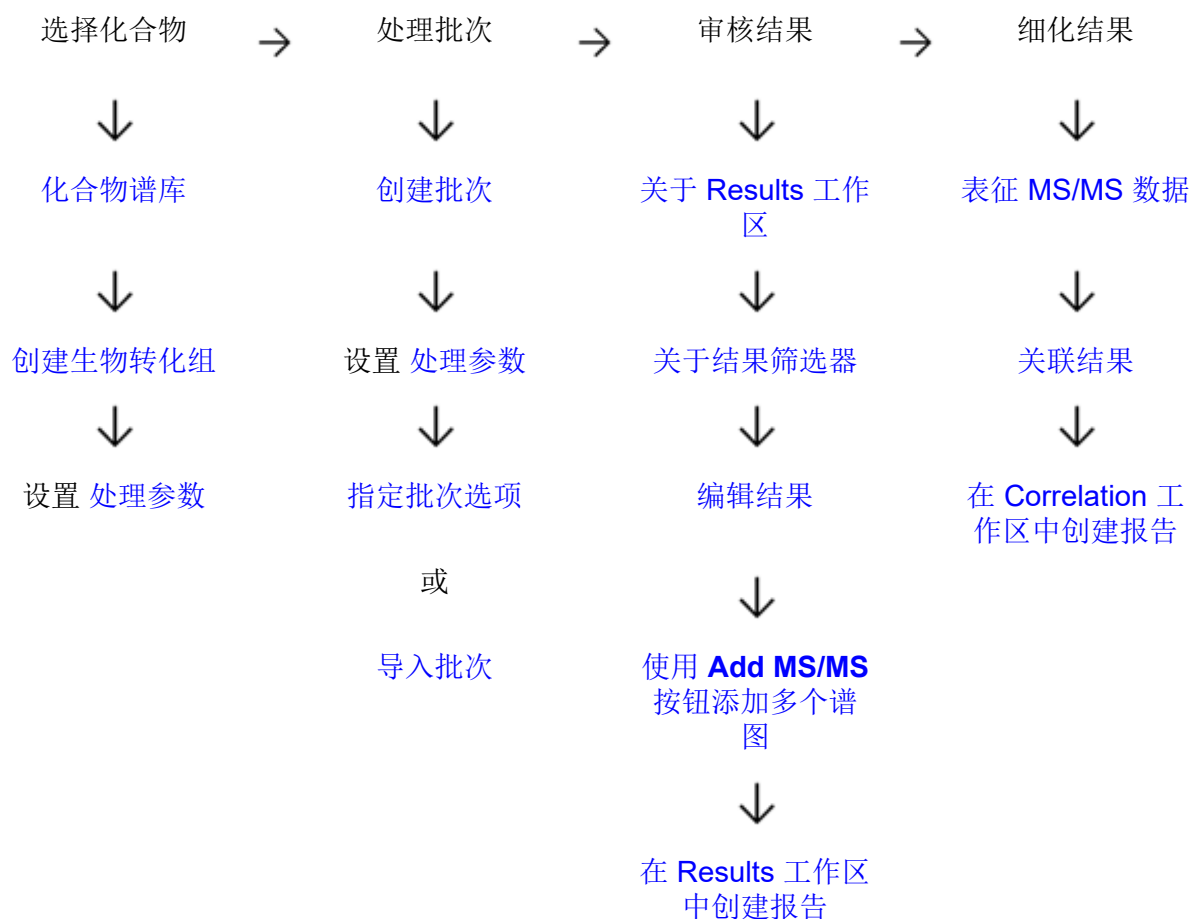 选择化合物
处理批次
审核结果
细化结果
化合物谱库
创建批次
关于 Results 工作
区
表征 MS/MS 数据
创建生物转化组
设置 处理参数
关于结果筛选器
关联结果
设置 处理参数
指定批次选项
编辑结果
在 Correlation 工
作区中创建报告
或
导入批次
使用 Add MS/MS
按钮添加多个谱
图
在 Results 工作区
中创建报告